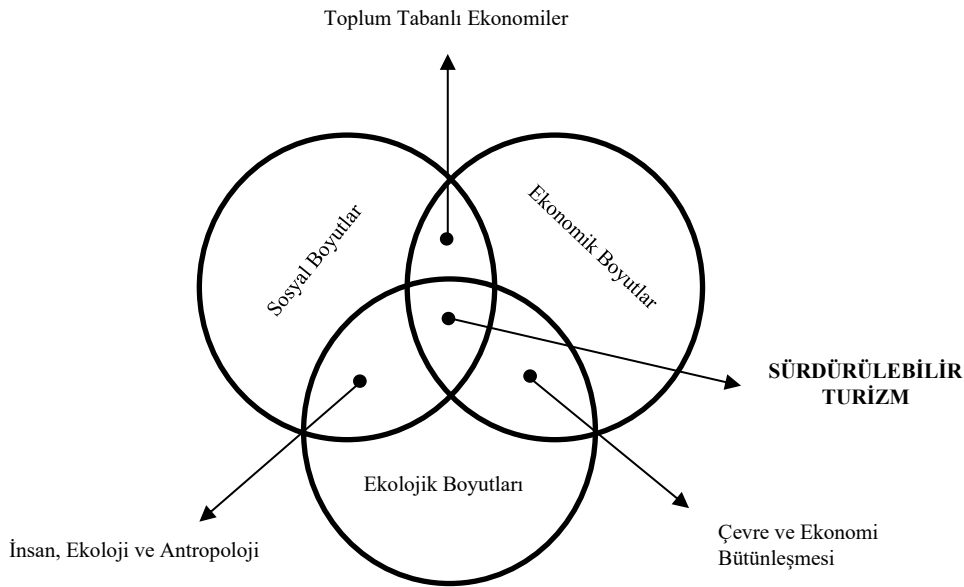 Toplum Tabanlı Ekonomiler
Sosyal Boyutlar
Ekonomik Boyutlar
SÜRDÜRÜLEBİLİR
TURİZM
Ekolojik Boyutları
İnsan, Ekoloji ve Antropoloji
Çevre ve Ekonomi
Bütünleşmesi